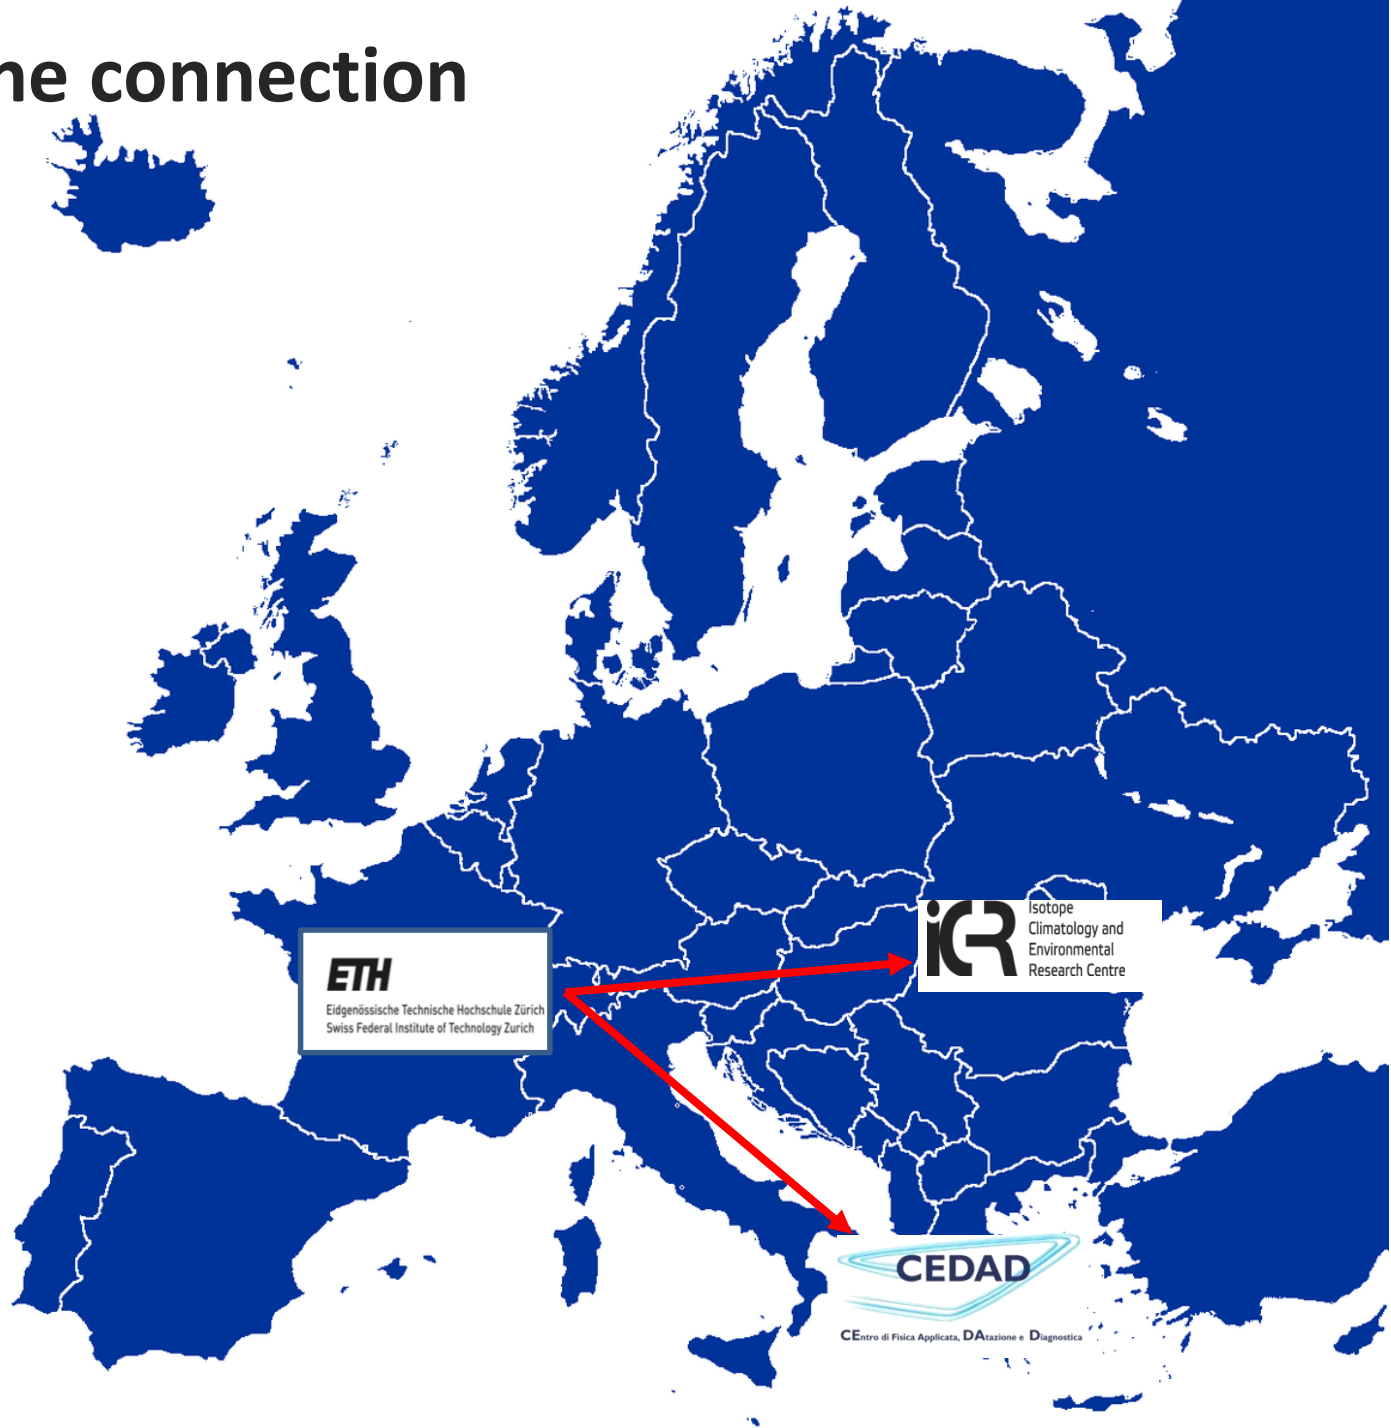 ne connection
Isotope
Climatology and
Environmental
Research Centre
iCR
ETH
Eidgenössische Technische Hochschule Zürich
Swiss Federal Institute of Technology Zurich
CEDAD
CEntro di Fisica Applicata, DAtazione e Diagnostica